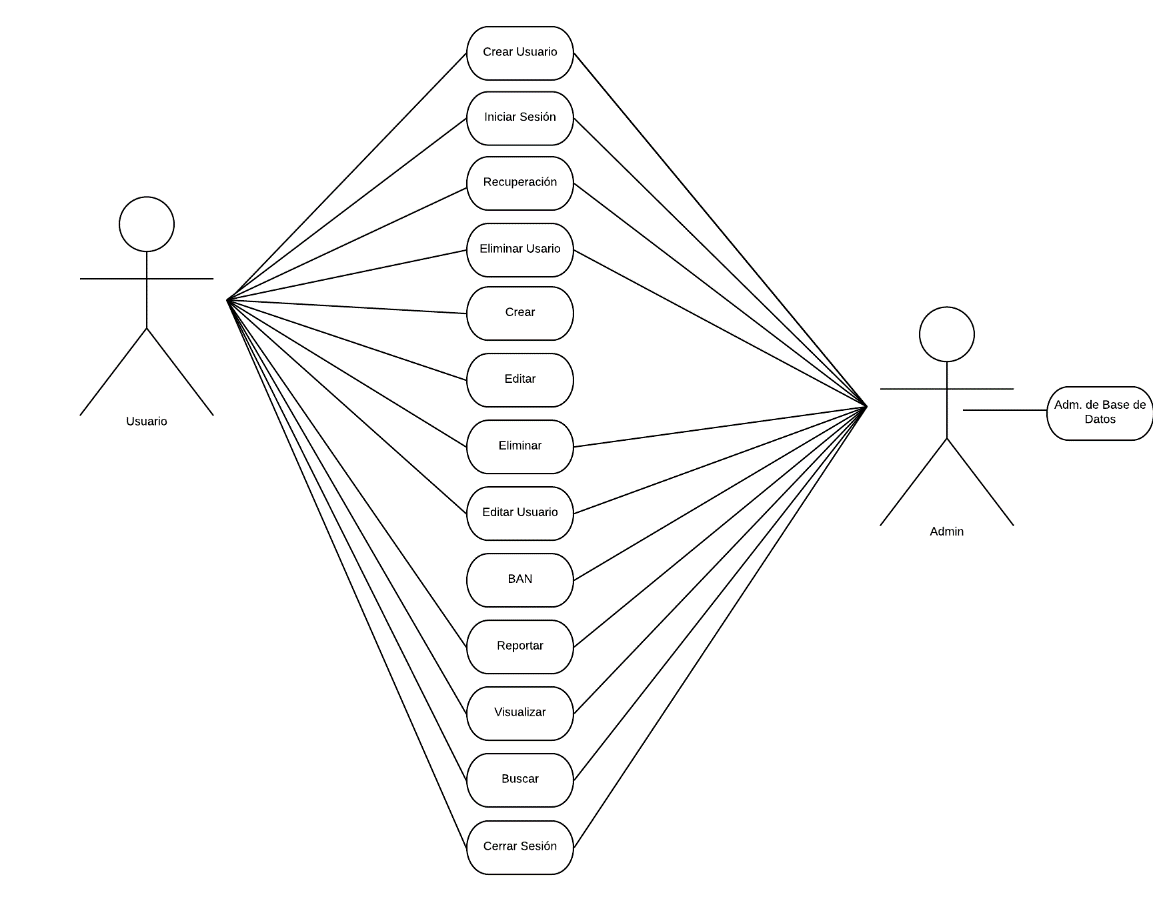 Crear Usuario
Iniciar Sesión
Recuperación
Eliminar Usario
Crear
Editar
Eliminar
Editar Usuario
BAN
Reportar
Visualizar
Buscar
Cerrar Sesión
Usuario
Adm. de Base de
Datos
Admin